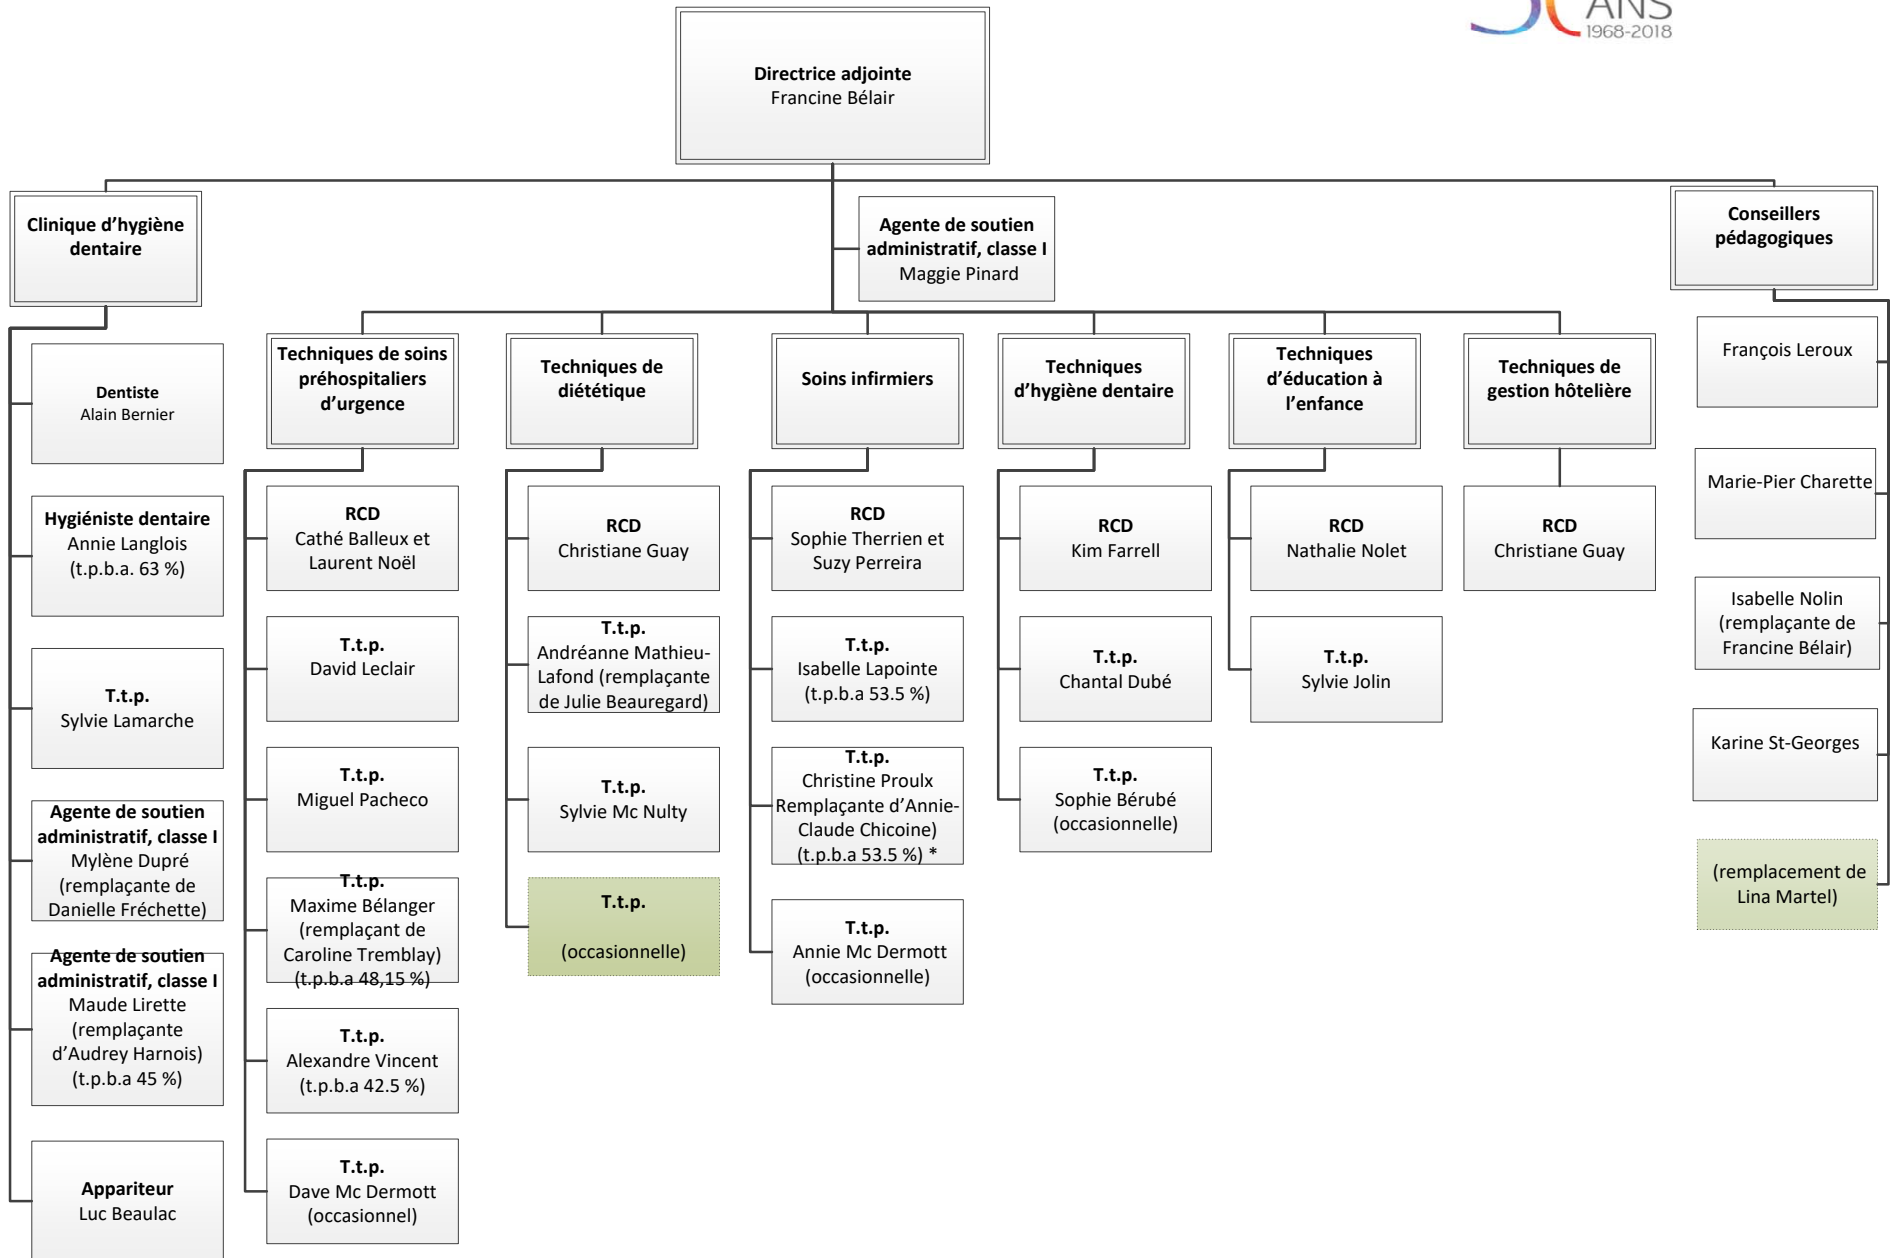 ANS
1968-2018
Directrice adjointe
Francine Bélair
Clinique d’hygiène
dentaire
Agente de soutien
administratif, classe I
Maggie Pinard
Conseillers
pédagogiques
Dentiste
Alain Bernier
Hygiéniste dentaire
Annie Langlois
(t.p.b.a. 63 %)
T.t.p.
Sylvie Lamarche
Agente de soutien
administratif, classe I
Mylène Dupré
(remplaçante de
Danielle Fréchette)
Agente de soutien
administratif, classe I
Maude Lirette
(remplaçante
d’Audrey Harnois)
(t.p.b.a 45 %)
Appariteur
Luc Beaulac
Techniques de soins
préhospitaliers
d’urgence
RCD
Cathé Balleux et
Laurent Noël
T.t.p.
David Leclair
T.t.p.
Miguel Pacheco
T.t.p.
Maxime Bélanger
(remplaçant de
Caroline Tremblay)
(t.p.b.a 48,15 %)
T.t.p.
Alexandre Vincent
(t.p.b.a 42.5 %)
T.t.p.
Dave Mc Dermott
(occasionnel)
Techniques de
diététique
RCD
Christiane Guay
T.t.p.
Andréanne Mathieu-
Lafond (remplaçante
de Julie Beauregard)
T.t.p.
Sylvie Mc Nulty
T.t.p.
(occasionnelle)
Soins infirmiers
RCD
Sophie Therrien et
Suzy Perreira
T.t.p.
Isabelle Lapointe
(t.p.b.a 53.5 %)
T.t.p.
Christine Proulx
Remplaçante d’Annie-
Claude Chicoine)
(t.p.b.a 53.5 %) *
T.t.p.
Annie Mc Dermott
(occasionnelle)
Techniques
d’hygiène dentaire
RCD
Kim Farrell
T.t.p.
Chantal Dubé
T.t.p.
Sophie Bérubé
(occasionnelle)
Techniques
d’éducation à
l’enfance
RCD
Nathalie Nolet
T.t.p.
Sylvie Jolin
Techniques de
gestion hôtelière
RCD
Christiane Guay
François Leroux
Marie-Pier Charette
Isabelle Nolin
(remplaçante de
Francine Bélair)
Karine St-Georges
(remplacement de
Lina Martel)